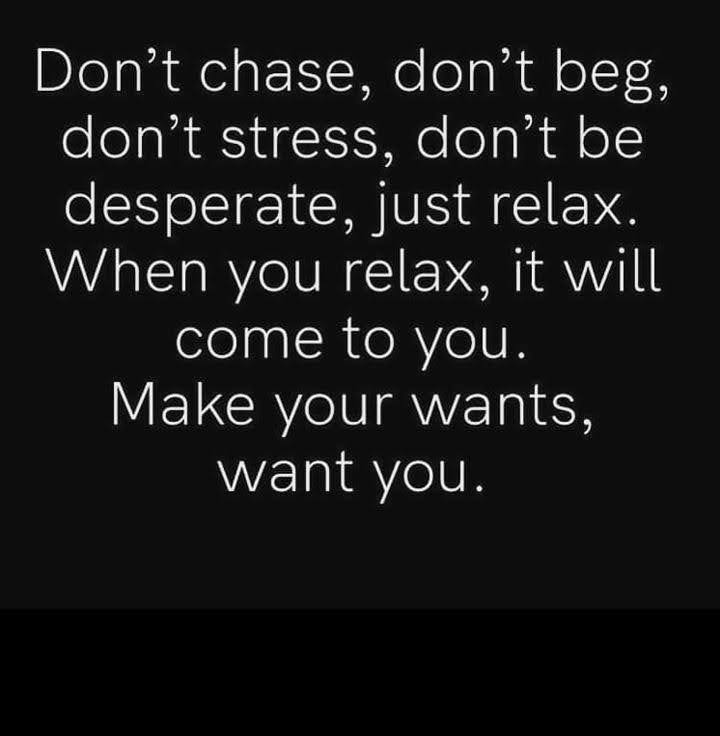 Don’t chase, don’t beg,
don’t stress, don’t be
desperate, just relax.
When you relax, it will
come to you.
Make your wants,
want you.